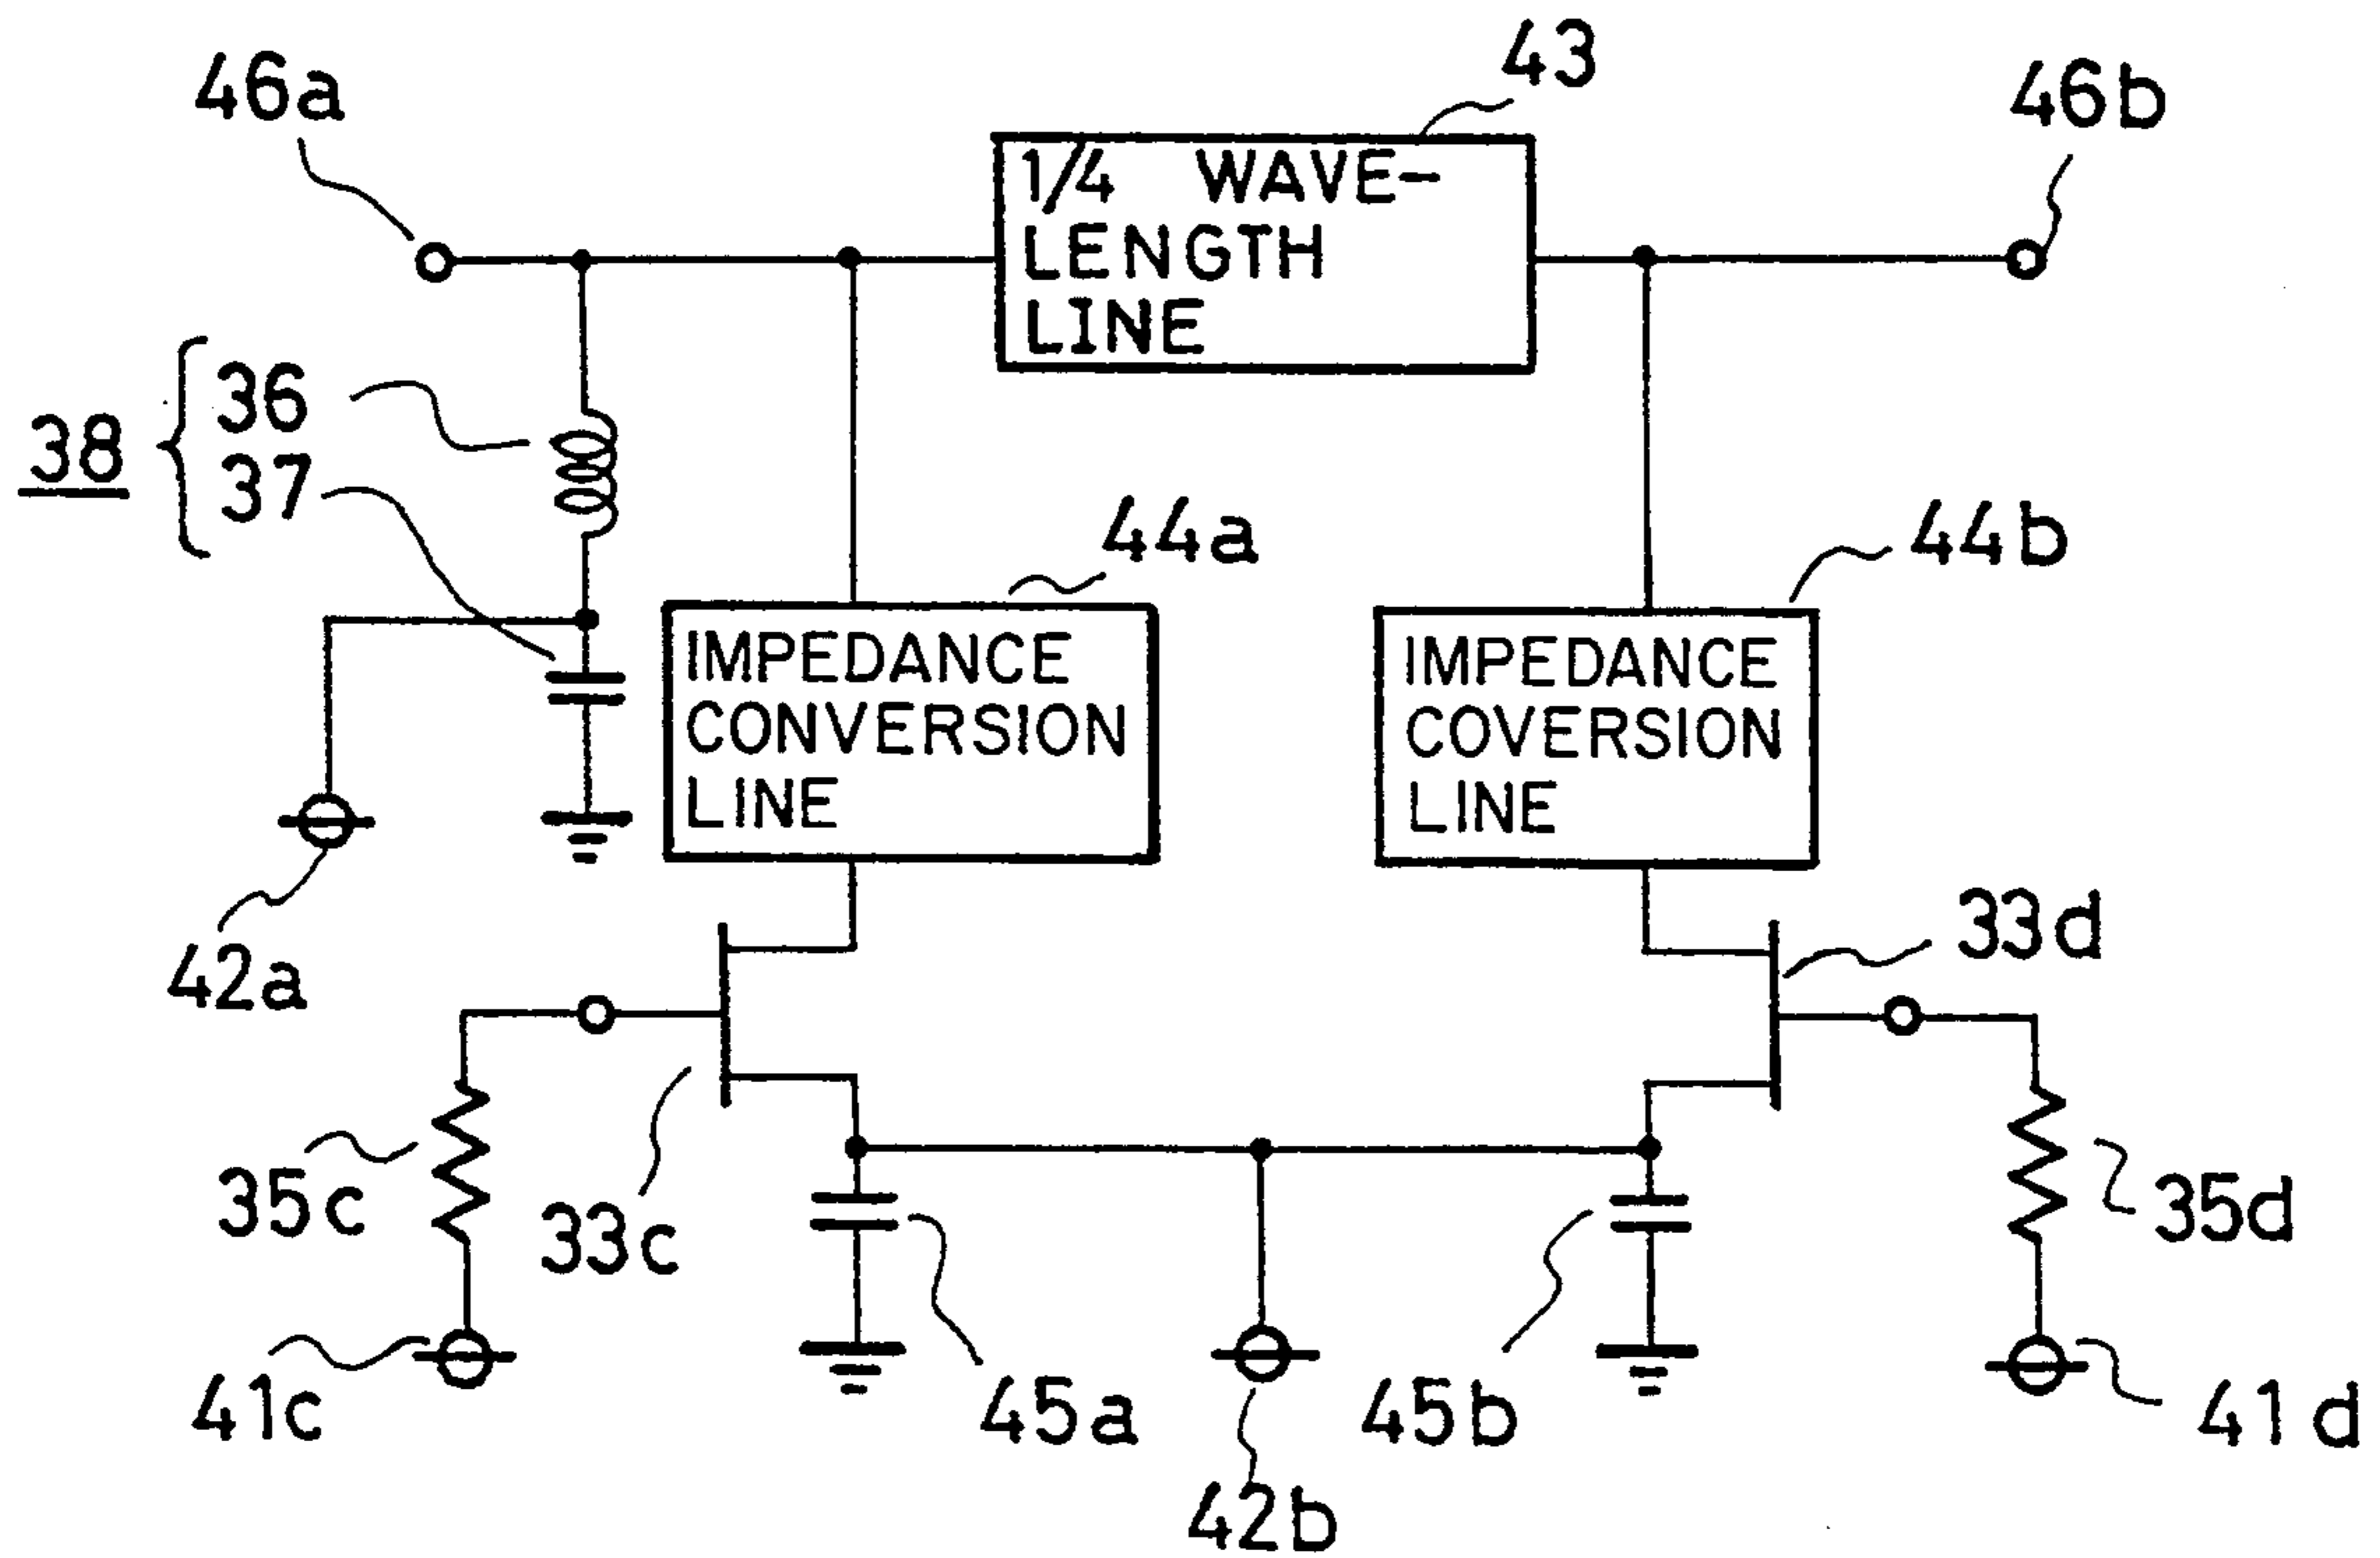 43
46a
46b
1/4 WAVE-
LENGTH
LINE
36
38
37
44a
44b
IMPEDANCE
CONVERSION
LINE
IMPEDANCE
COVERSION
LINE
33d
42a
35c
33c
35d
41c
45a
45b
41d
42b